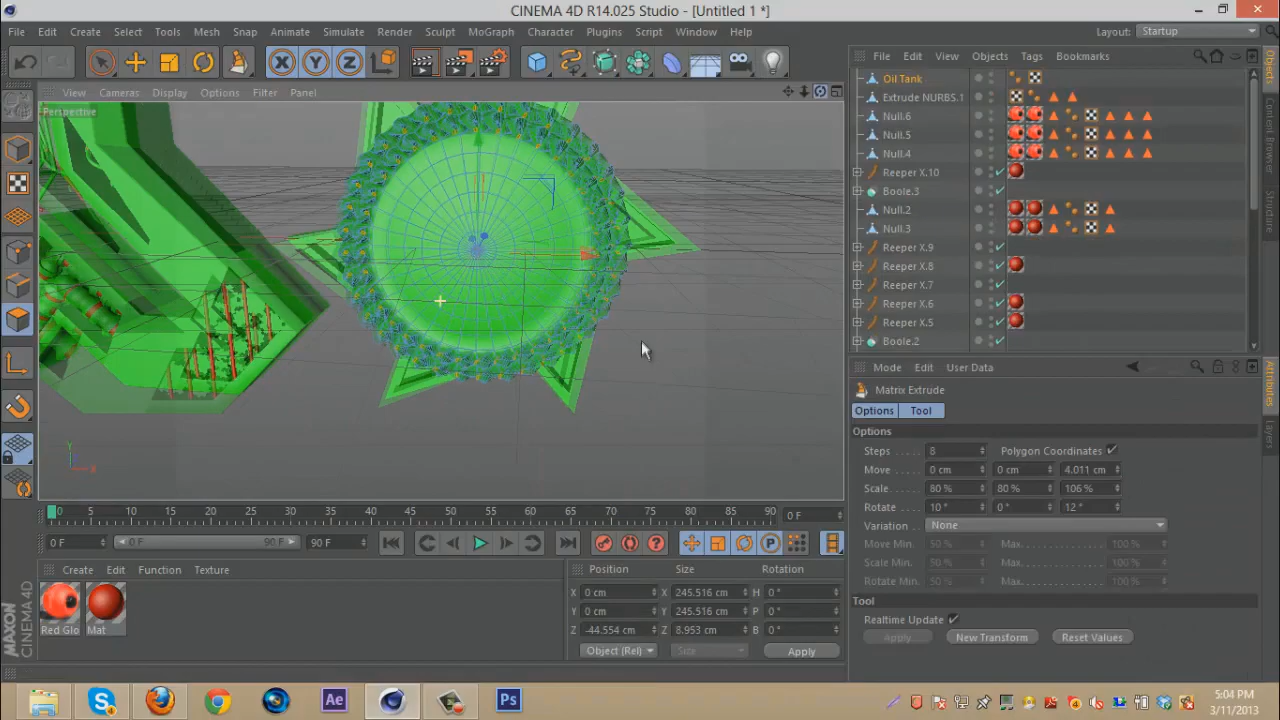 CINEMA 4D R14.025 Studio - [Untitled 1 *]
File Edit Create Select Tools Mesh Snap Animate Simulate Render Sculpt MoGraph Character Plugins Script Window Help Layout: Startup
X Y Z
File Edit View Objects Tags Bookmarks
View Cameras Display Options Filter Panel
Perspective
Oil Tank
Extrude NURBS.1
Null.6
Null.5
Null.4
Reeper X.10
Boole.3
Null.2
Null.3
Reeper X.9
Reeper X.8
Reeper X.7
Reeper X.6
Reeper X.5
Boole.2
Objects
Content Browser
Structure
Attributes
Layers
Mode Edit User Data
Matrix Extrude
Options Tool
Options
Steps 8 Polygon Coordinates
Move 0 cm 0 cm 4.011 cm
Scale 80 % 80 % 106 %
Rotate 10 ° 0 ° 12 °
Variation None
Move Min. 50 % Max. 100 %
Scale Min. 50 % Max. 100 %
Rotate Min. 50 % Max. 100 %
Tool
Realtime Update
Apply New Transform Reset Values
Y
X
0 5 10 15 20 25 30 35 40 45 50 55 60 65 70 75 80 85 90 0 F
0 F 0 F 90 F 90 F
P
Create Edit Function Texture
Red Glo Mat
Position Size Rotation
X 0 cm X 245.516 cm H 0 °
Y 0 cm Y 245.516 cm P 0 °
Z -44.554 cm Z 8.953 cm B 0 °
Object (Rel) Size Apply
MAXON
CINEMA 4D
Ae Ps
5:04 PM
3/11/2013